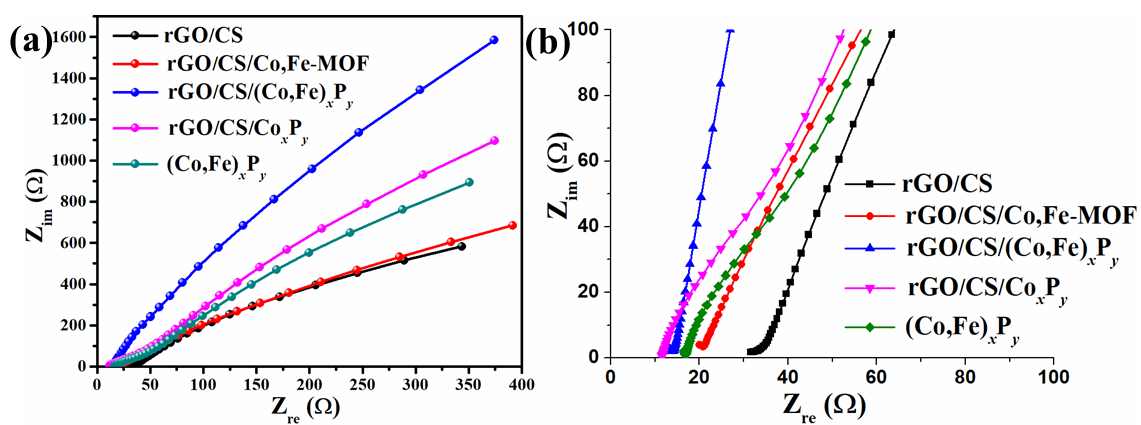 (a)
1600
1400
1200
1000
800
600
400
200
0
Zim (Ω)
rGO/CS
rGO/CS/Co,Fe-MOF
rGO/CS/(Co,Fe)xPy
rGO/CS/CoxPy
(Co,Fe)xPy
0 50 100 150 200 250 300 350 400
Zre (Ω)
(b)
100
80
60
40
20
0
Zim (Ω)
rGO/CS
rGO/CS/Co,Fe-MOF
rGO/CS/(Co,Fe)xPy
rGO/CS/CoxPy
(Co,Fe)xPy
0 20 40 60 80 100
Zre (Ω)